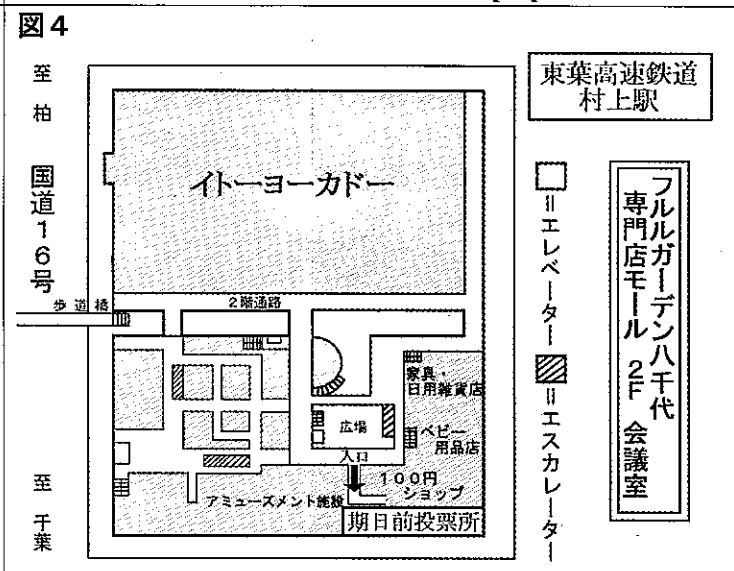 図4
至 柏
国道16号
至 千葉
歩道橋
イトーヨーカドー
2階通路
家具・
日用雑貨店
広場
ベビー
用品店
入口
100円
ショップ
アミューズメント施設
期日前投票所
東葉高速鉄道
村上駅
=エレベーター
=エスカレーター
フルルガーデン八千代
専門店モール 2F 会議室